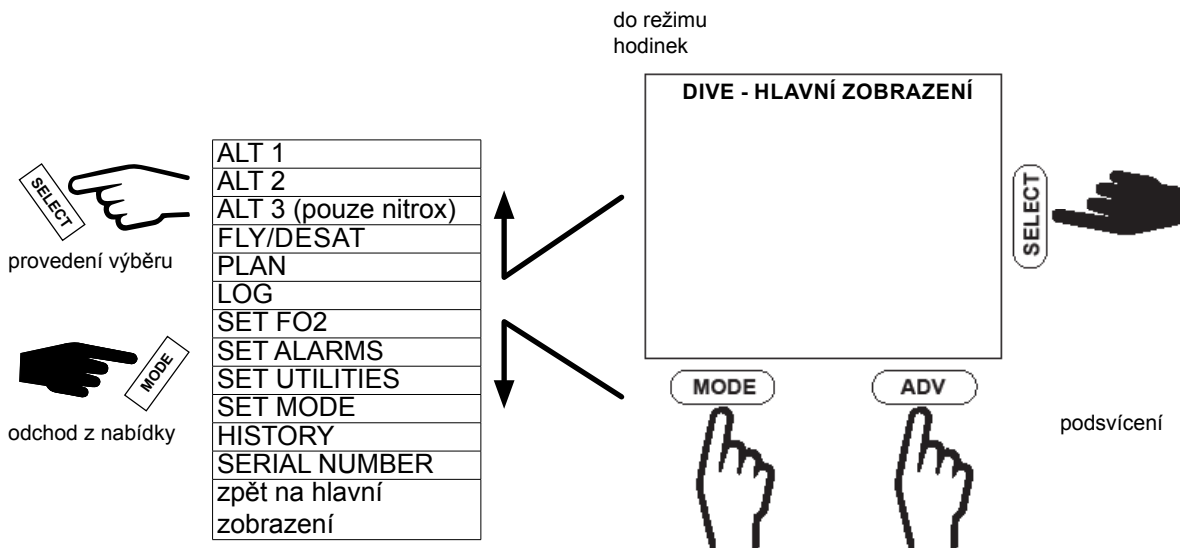 do režimu
hodinek
DIVE - HLAVNÍ ZOBRAZENÍ
ALT 1
ALT 2
ALT 3 (pouze nitrox)
FLY/DESAT
PLAN
LOG
SET FO2
SET ALARMS
SET UTILITIES
SET MODE
HISTORY
SERIAL NUMBER
zpět na hlavní
zobrazení
SELECT
provedení výběru
MODE
odchod z nabídky
SELECT
MODE
ADV
podsvícení